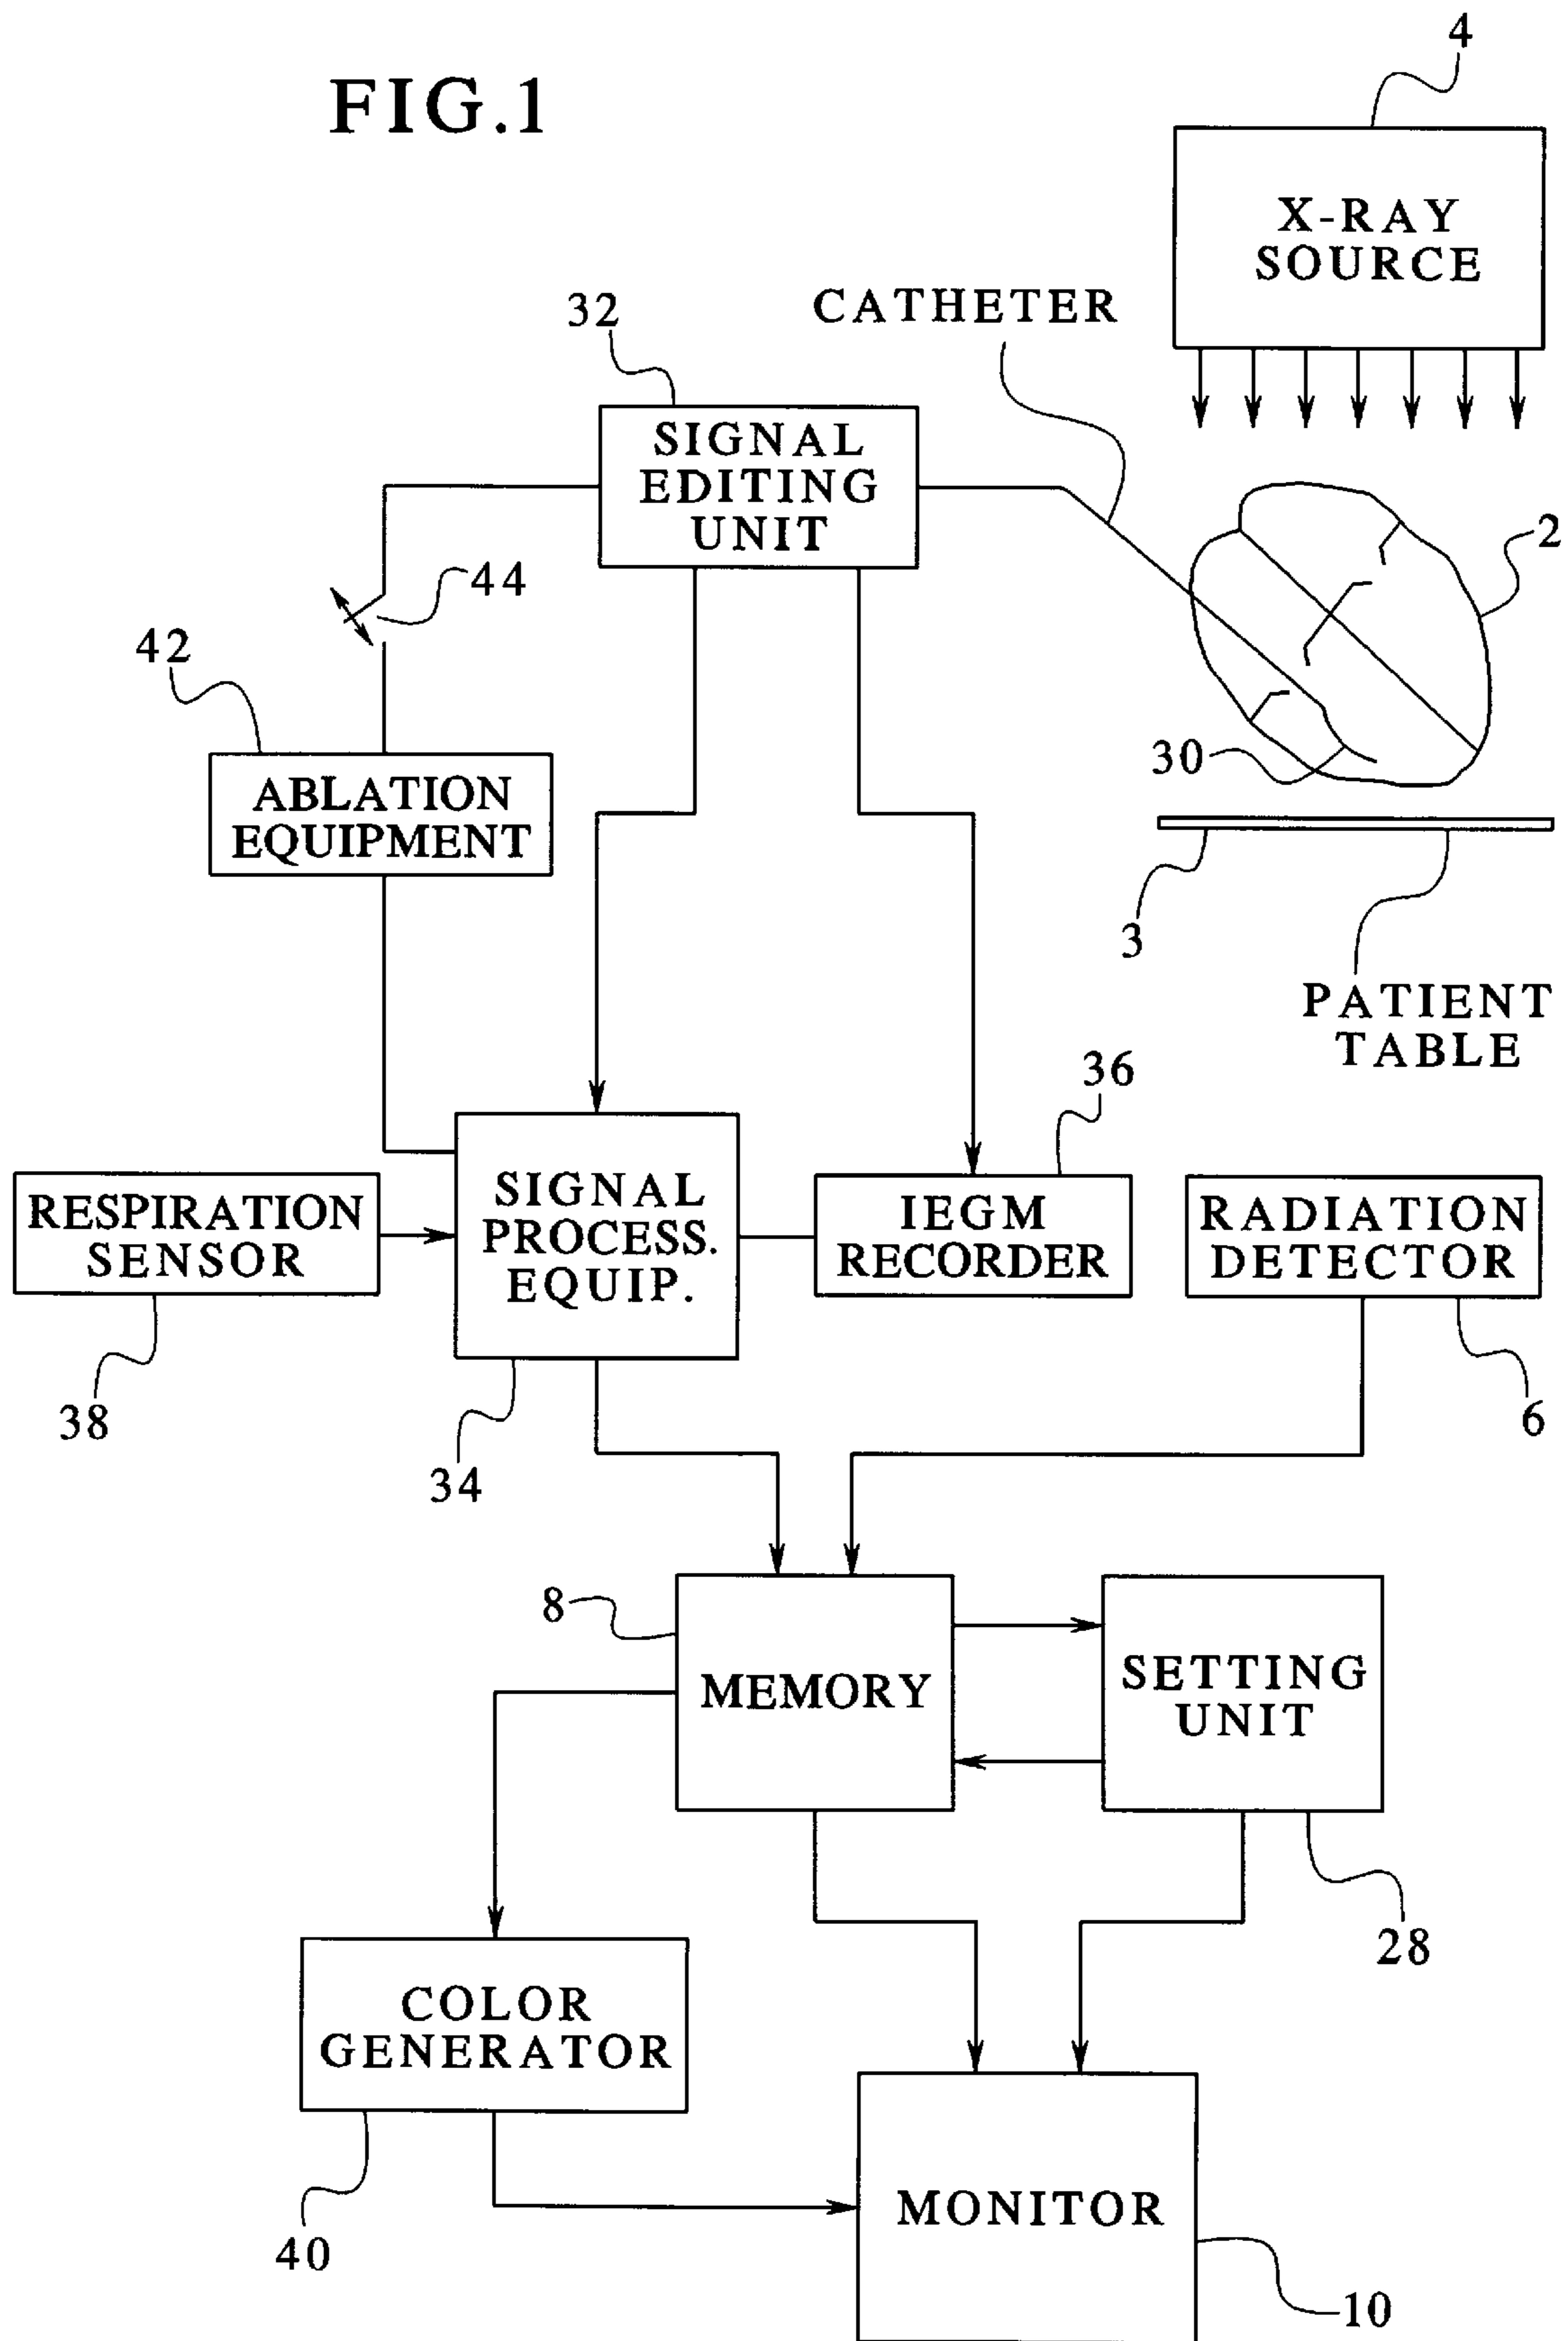 FIG.1
4
X-RAY
SOURCE
CATHETER
32
SIGNAL
EDITING
UNIT
2
44
42
30
ABLATION
EQUIPMENT
3
PATIENT
TABLE
36
RESPIRATION
SENSOR
SIGNAL
PROCESS.
EQUIP.
IEGM
RECORDER
RADIATION
DETECTOR
38
34
6
8
MEMORY
SETTING
UNIT
28
COLOR
GENERATOR
40
MONITOR
10